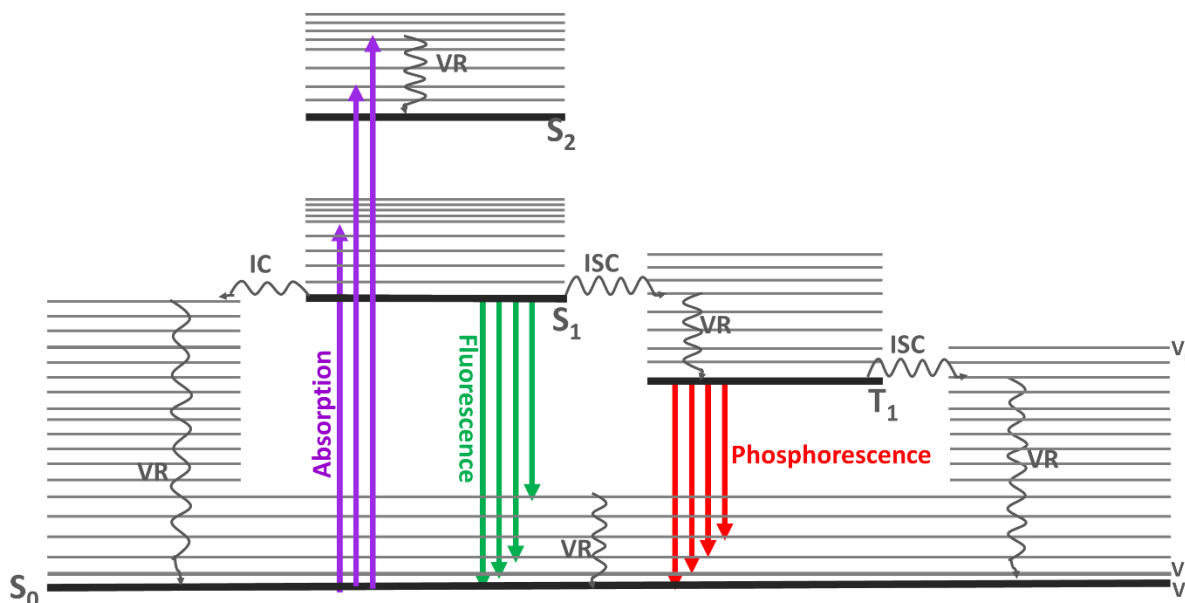 VR
S₂
IC
ISC
S₁
VR
ISC
V
T₁
Absorption
Fluorescence
Phosphorescence
VR
VR
VR
V
S₀
V